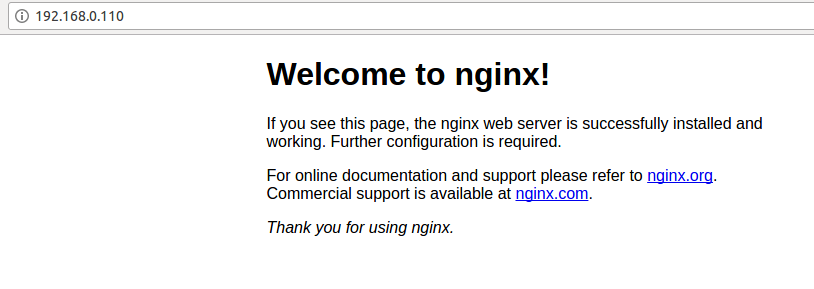 192.168.0.110
Welcome to nginx!
If you see this page, the nginx web server is successfully installed and
working. Further configuration is required.
For online documentation and support please refer to nginx.org.
Commercial support is available at nginx.com.
Thank you for using nginx.